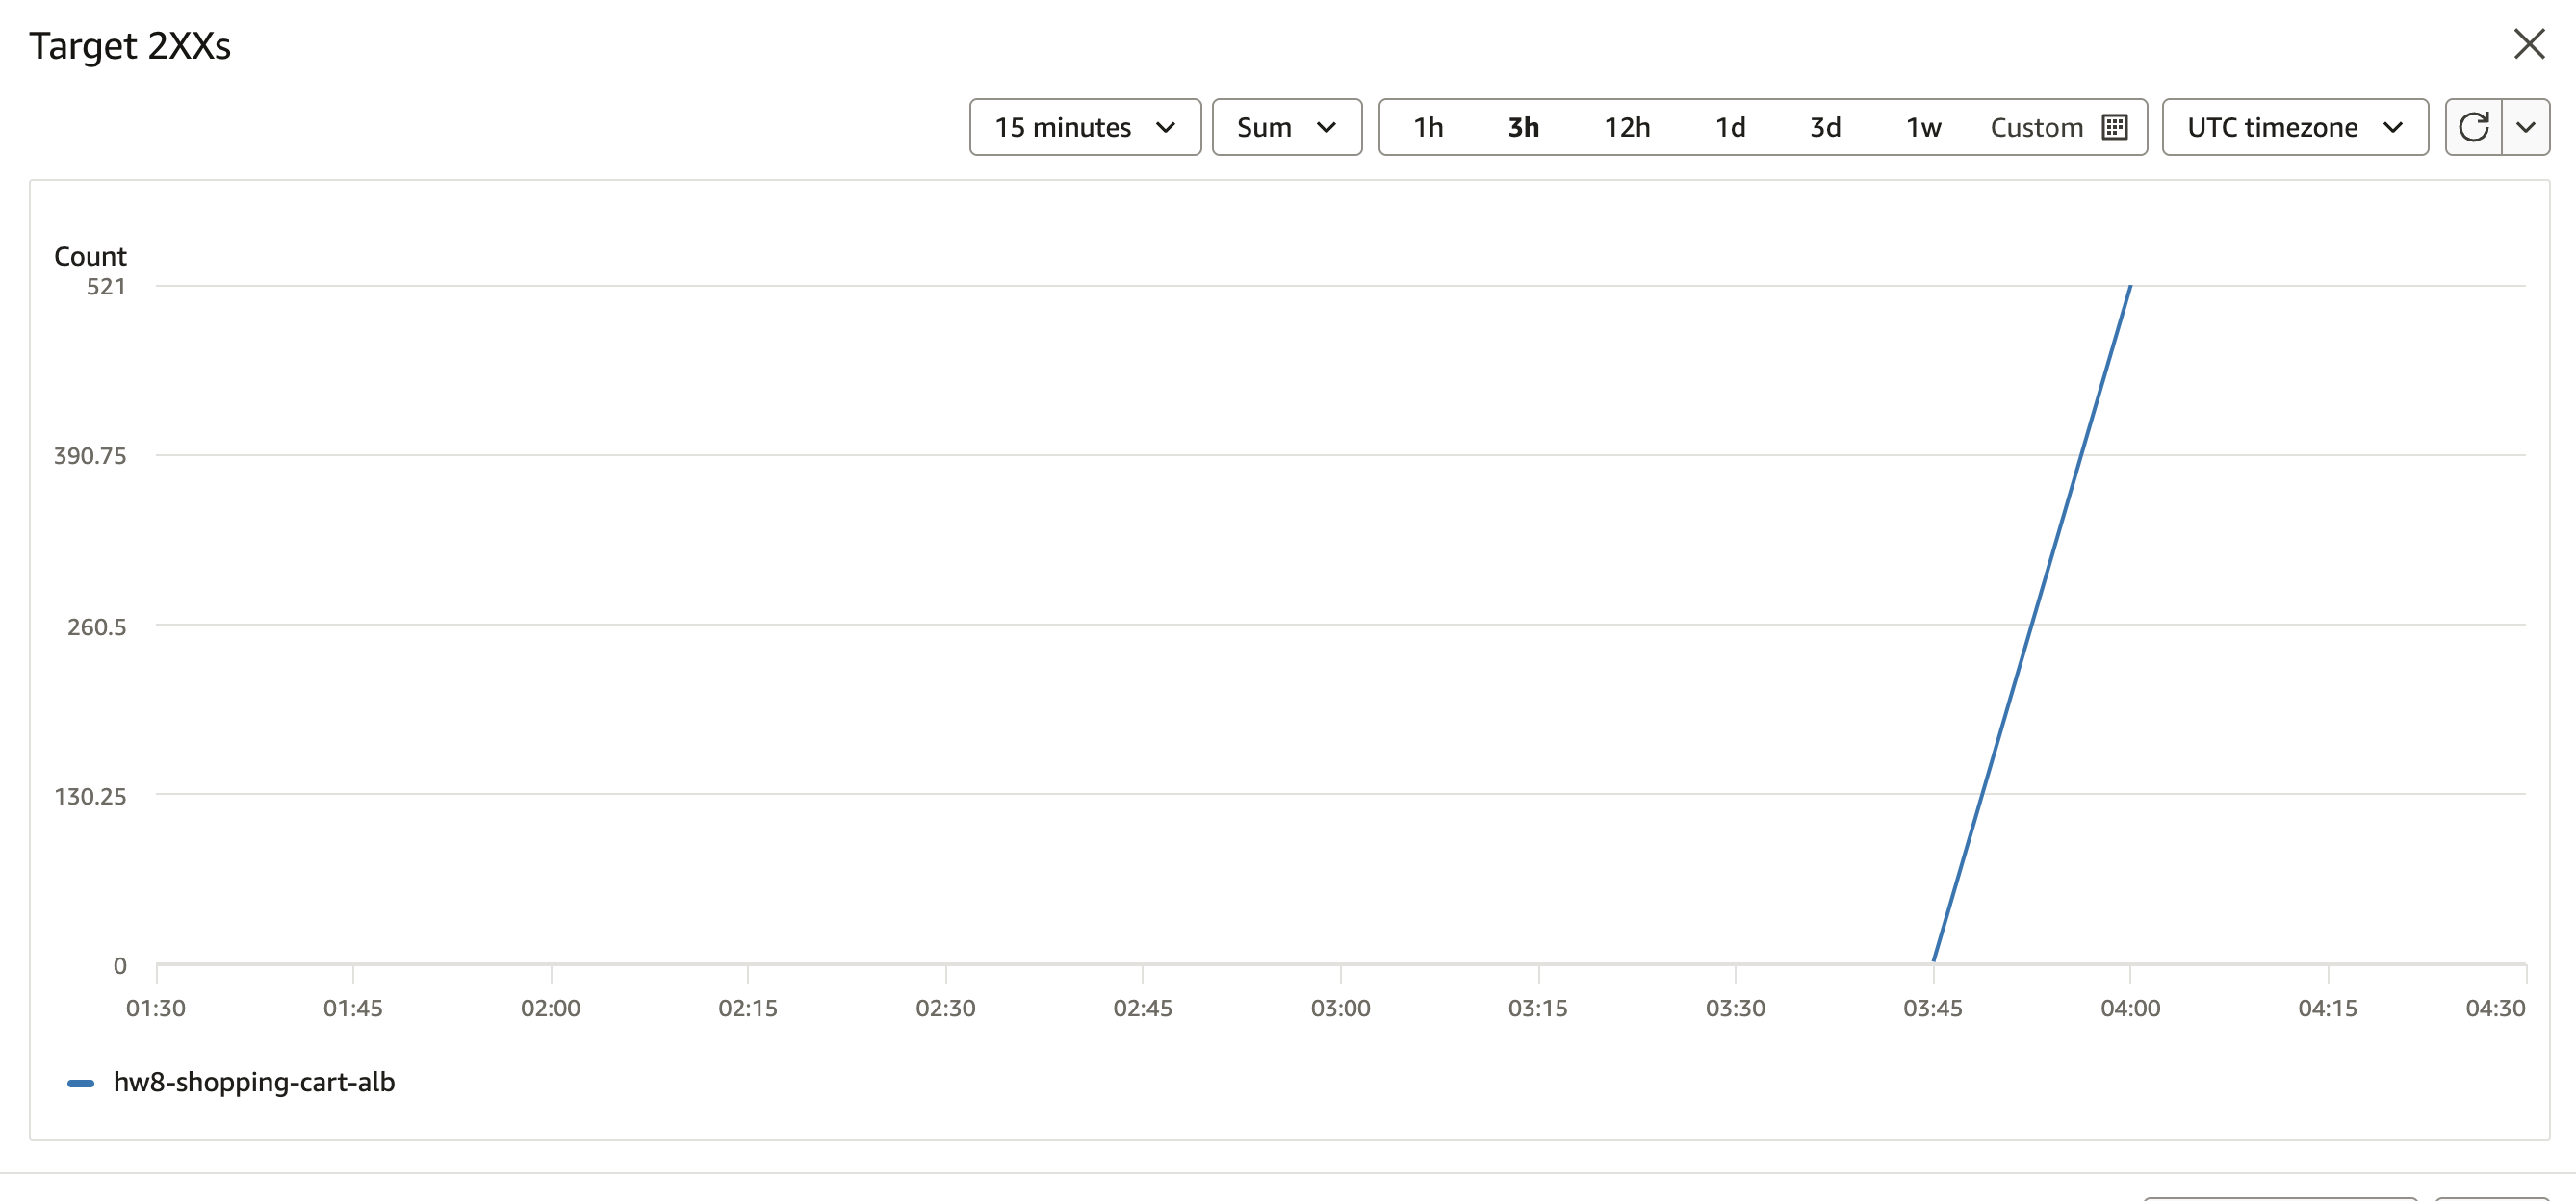 Target 2XXs
15 minutes Sum 1h 3h 12h 1d 3d 1w Custom UTC timezone
Count
521
390.75
260.5
130.25
0
01:30 01:45 02:00 02:15 02:30 02:45 03:00 03:15 03:30 03:45 04:00 04:15 04:30
hw8-shopping-cart-alb